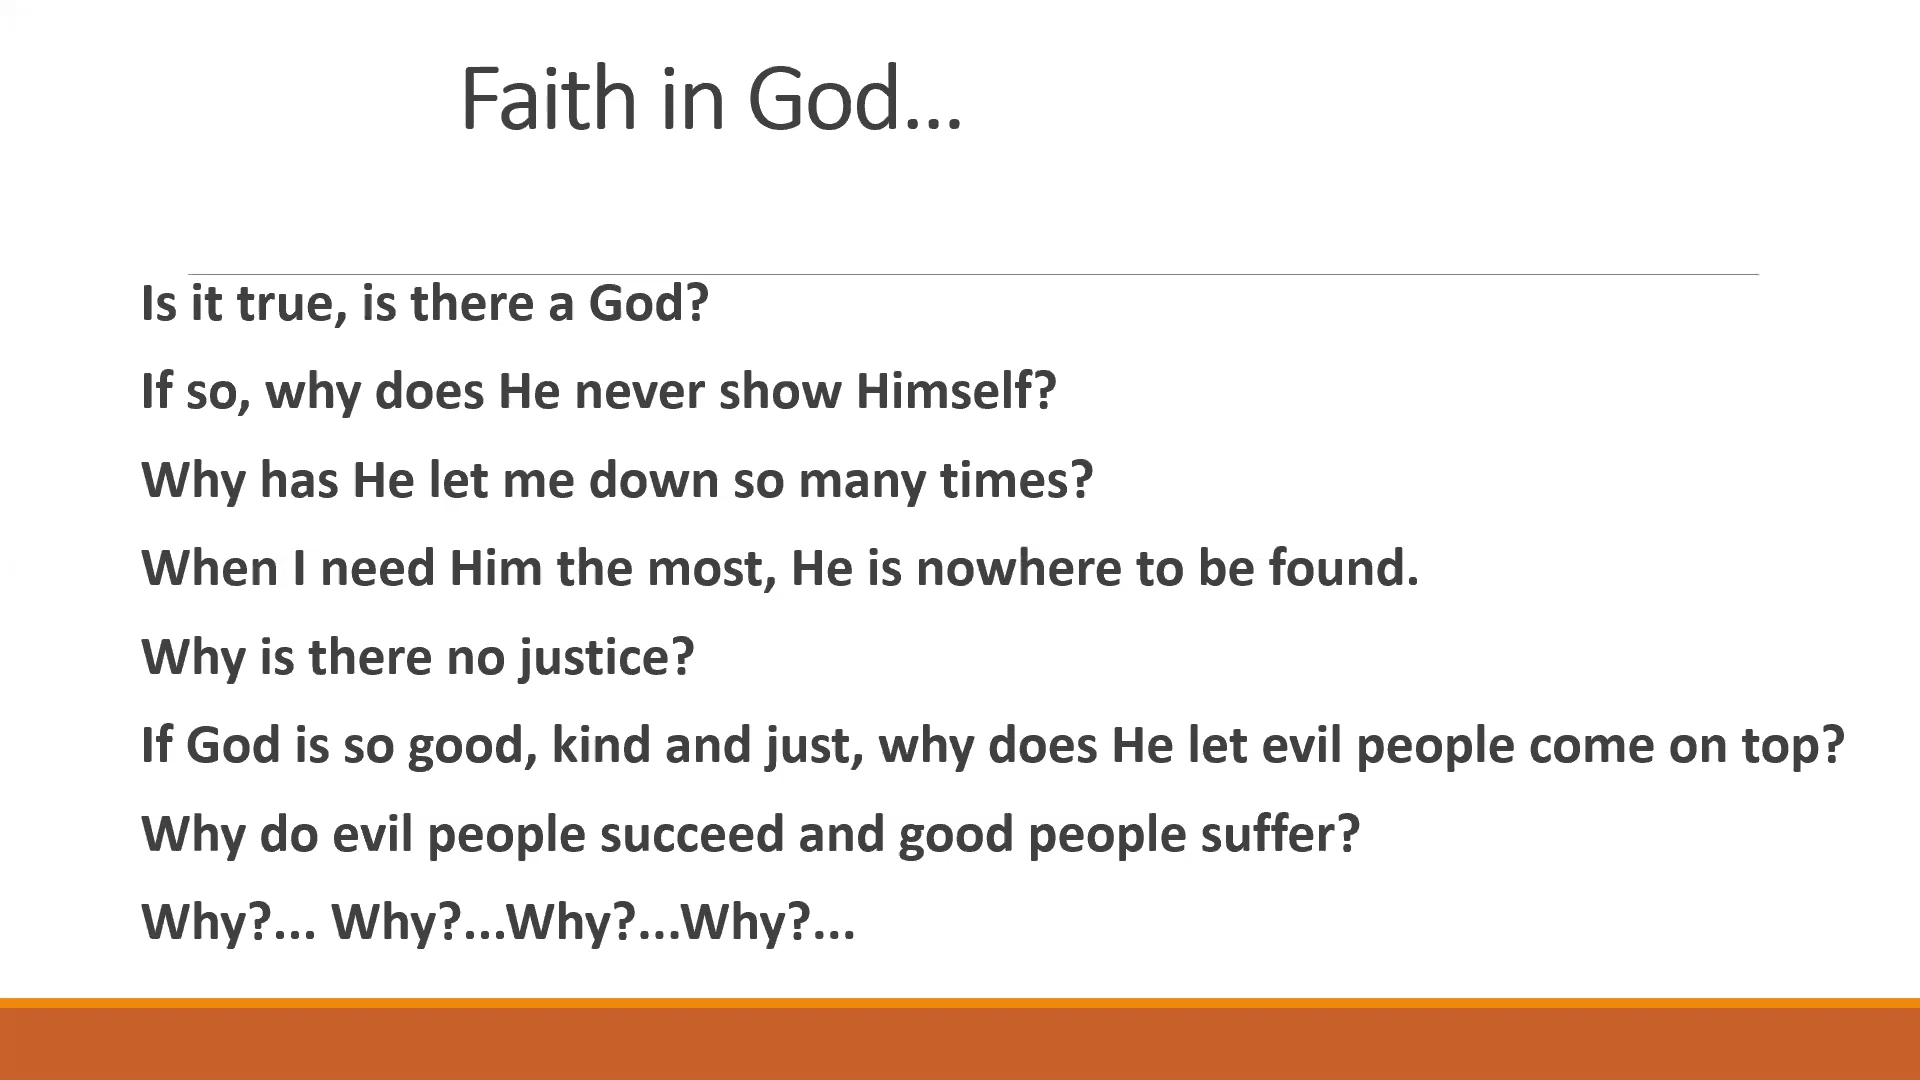 Faith in God...
Is it true, is there a God?
If so, why does He never show Himself?
Why has He let me down so many times?
When I need Him the most, He is nowhere to be found.
Why is there no justice?
If God is so good, kind and just, why does He let evil people come on top?
Why do evil people succeed and good people suffer?
Why?... Why?...Why?...Why?...